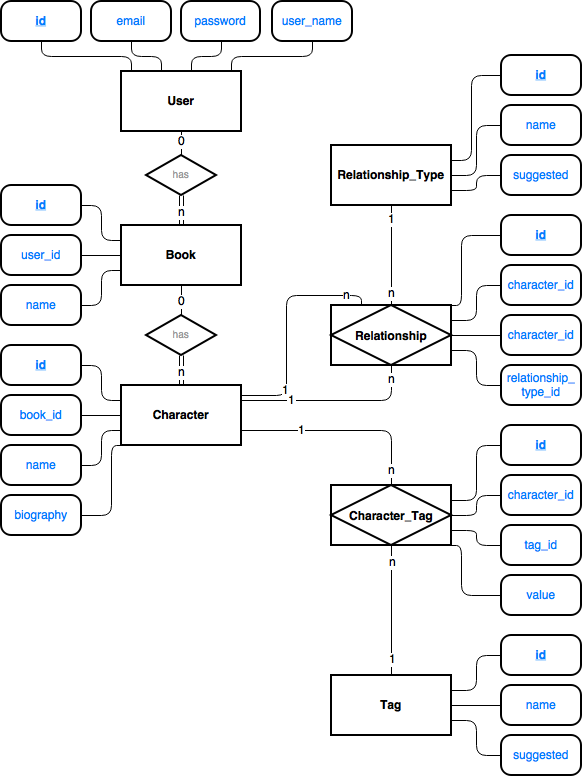 id
email
password
user_name
User
0
has
n
id
user_id
name
Book
0
has
n
id
book_id
name
biography
Character
1
n
1
n
1
n
Relationship_Type
id
name
suggested
1
n
Relationship
id
character_id
character_id
relationship_
type_id
Character_Tag
id
character_id
tag_id
value
n
1
Tag
id
name
suggested